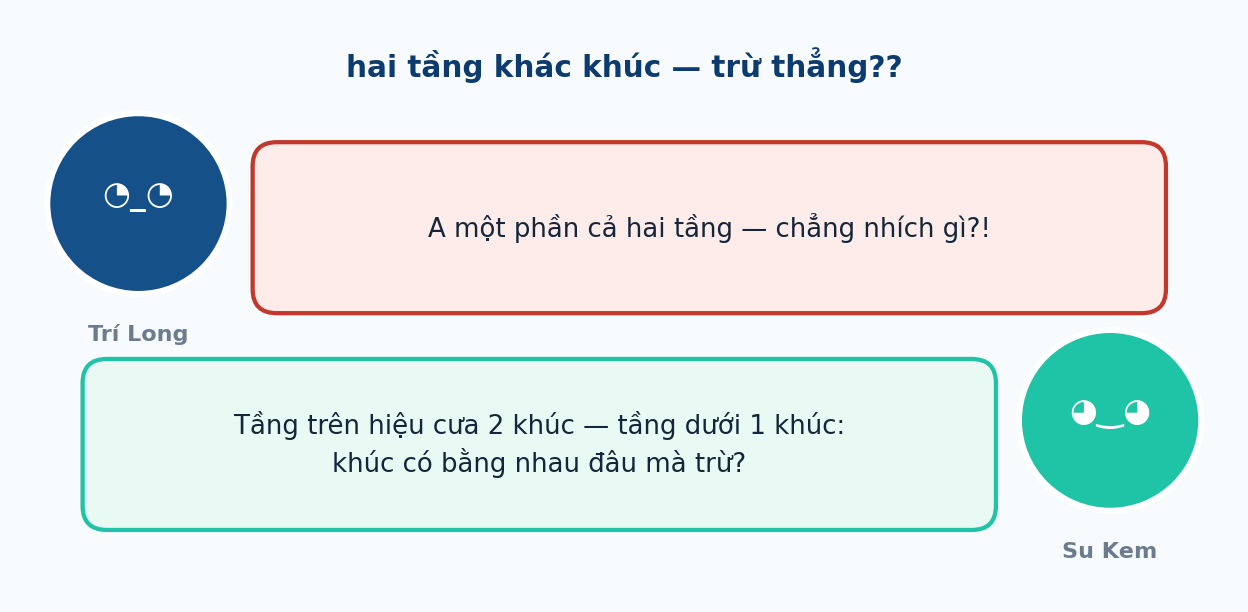 hai tầng khác khúc — trừ thẳng??
A một phần cả hai tầng — chẳng nhích gì?!
Trí Long
Tầng trên hiệu cưa 2 khúc — tầng dưới 1 khúc:
khúc có bằng nhau đâu mà trừ?
Su Kem